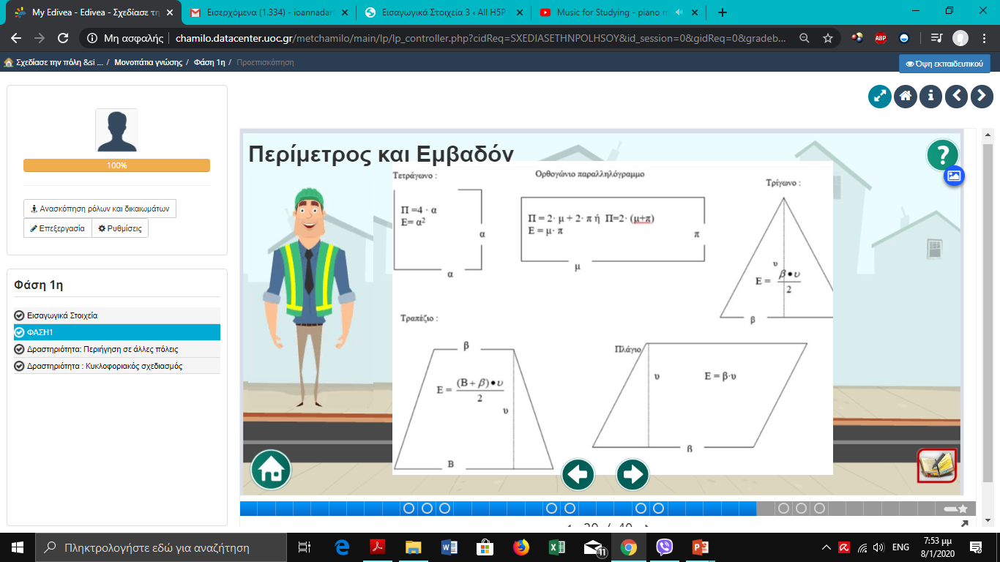 My Edivea - Edivea - Σχεδίασε τη
Εισερχόμενα (1.334) - ioannadar
Εισαγωγικά Στοιχεία 3 ‹ All H5P
Music for Studying - piano m
Μη ασφαλής
chamilo.datacenter.uoc.gr/metchamilo/main/lp/lp_controller.php?cidReq=SXEDIASETHNPOLHSOY&id_session=0&gidReq=0&gradeb...
ABP
Σχεδίασε την πόλη &si ... / Μονοπάτια γνώσης / Φάση 1η / Προεπισκόπηση
Όψη εκπαιδευτικού
100%
Ανασκόπηση ρόλων και δικαιωμάτων
Επεξεργασία
Ρυθμίσεις
Φάση 1η
Εισαγωγικά Στοιχεία
ΦΑΣΗ1
Δραστηριότητα: Περιήγηση σε άλλες πόλεις
Δραστηριότητα : Κυκλοφοριακός σχεδιασμός
Περίμετρος και Εμβαδόν
?
Τετράγωνο :
Π =4 · α
Ε= α²
α
α
Ορθογώνιο παραλληλόγραμμο
Π = 2· μ + 2· π ή Π=2· (μ+π)
Ε = μ· π
π
μ
Τρίγωνο :
υ
Ε = β•υ
2
β
Τραπέζιο :
β
Ε = (Β+β)•υ
2
υ
Β
Πλάγιο
υ
Ε = β·υ
β
/ 40
Πληκτρολογήστε εδώ για αναζήτηση
11
ENG
7:53 μμ
8/1/2020